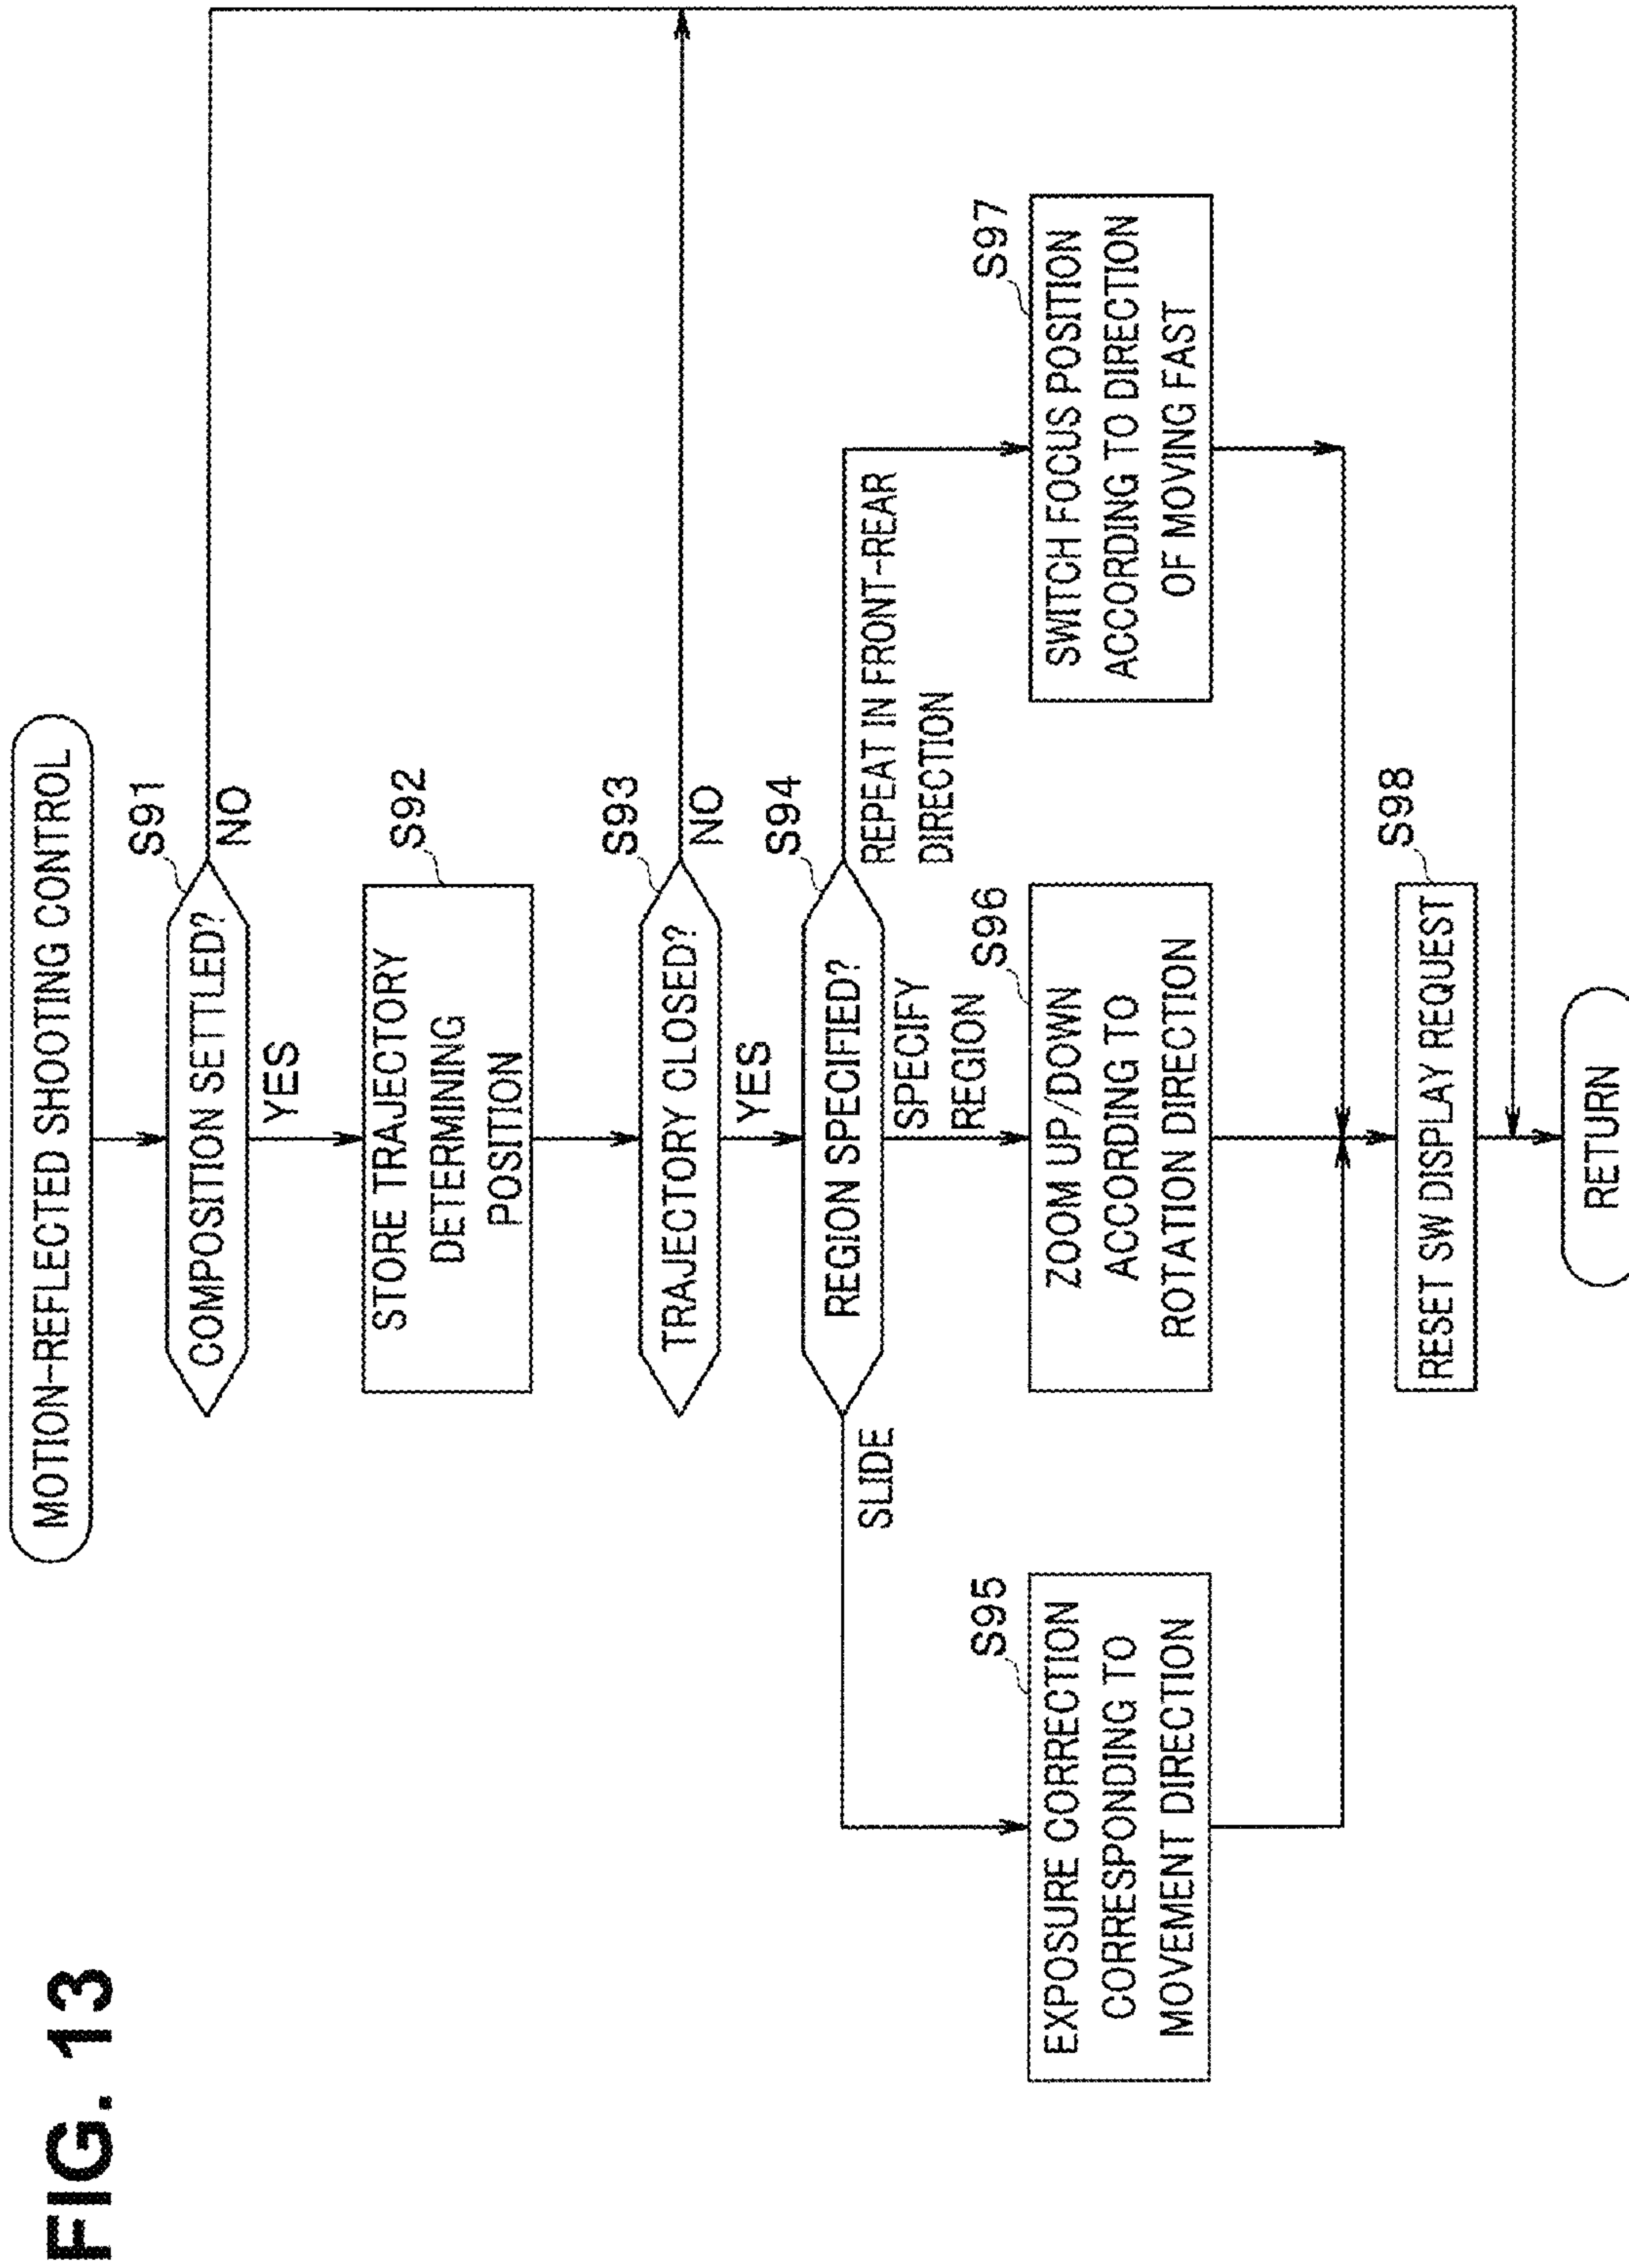 FIG. 13
MOTION-REFLECTED SHOOTING CONTROL
S91
COMPOSITION SETTLED?
NO
YES
S92
STORE TRAJECTORY
DETERMINING
POSITION
S93
TRAJECTORY CLOSED?
NO
YES
S94
REGION SPECIFIED?
SLIDE
SPECIFY
REGION
REPEAT IN FRONT-REAR
DIRECTION
S95
EXPOSURE CORRECTION
CORRESPONDING TO
MOVEMENT DIRECTION
S96
ZOOM UP/DOWN
ACCORDING TO
ROTATION DIRECTION
S97
SWITCH FOCUS POSITION
ACCORDING TO DIRECTION
OF MOVING FAST
S98
RESET SW DISPLAY REQUEST
RETURN